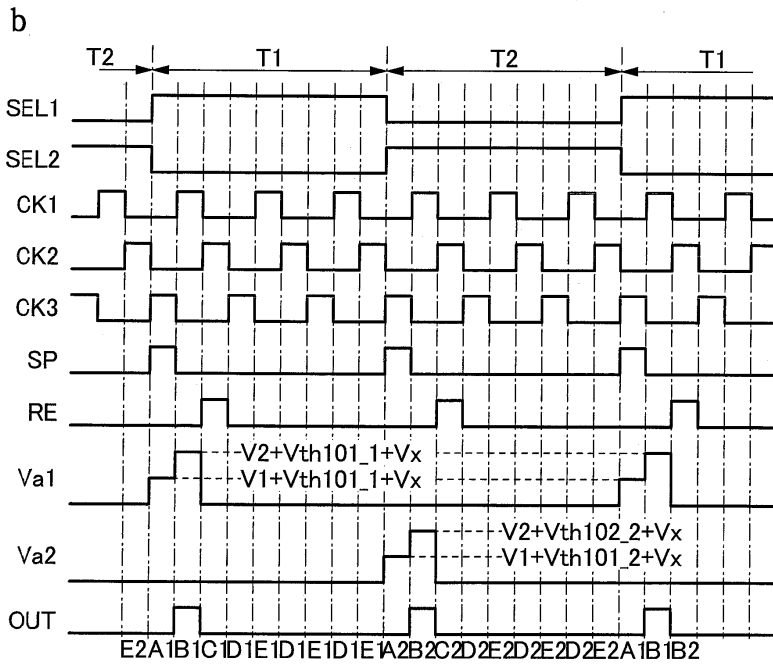 b
T2 T1 T2 T1
SEL1
SEL2
CK1
CK2
CK3
SP
RE
V2+Vth101_1+Vx
V1+Vth101_1+Vx
Va1
V2+Vth102_2+Vx
V1+Vth101_2+Vx
Va2
OUT
E2A1B1C1D1E1D1E1D1E1A2B2C2D2E2D2E2D2E2A1B1B2